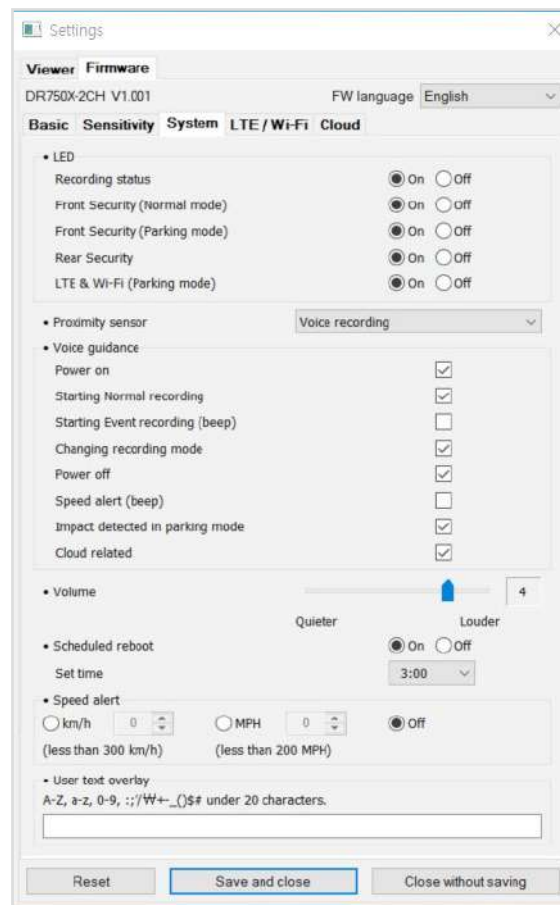 Settings
Viewer Firmware
DR750X-2CH V1.001 FW language English
Basic Sensitivity System LTE / Wi-Fi Cloud
• LED
Recording status On Off
Front Security (Normal mode) On Off
Front Security (Parking mode) On Off
Rear Security On Off
LTE & Wi-Fi (Parking mode) On Off
• Proximity sensor Voice recording
• Voice guidance
Power on
Starting Normal recording
Starting Event recording (beep)
Changing recording mode
Power off
Speed alert (beep)
Impact detected in parking mode
Cloud related
• Volume 4
Quieter Louder
• Scheduled reboot On Off
Set time 3:00
• Speed alert
km/h 0 MPH 0 Off
(less than 300 km/h) (less than 200 MPH)
• User text overlay
A-Z, a-z, 0-9, :;'/₩+-_()$# under 20 characters.
Reset Save and close Close without saving